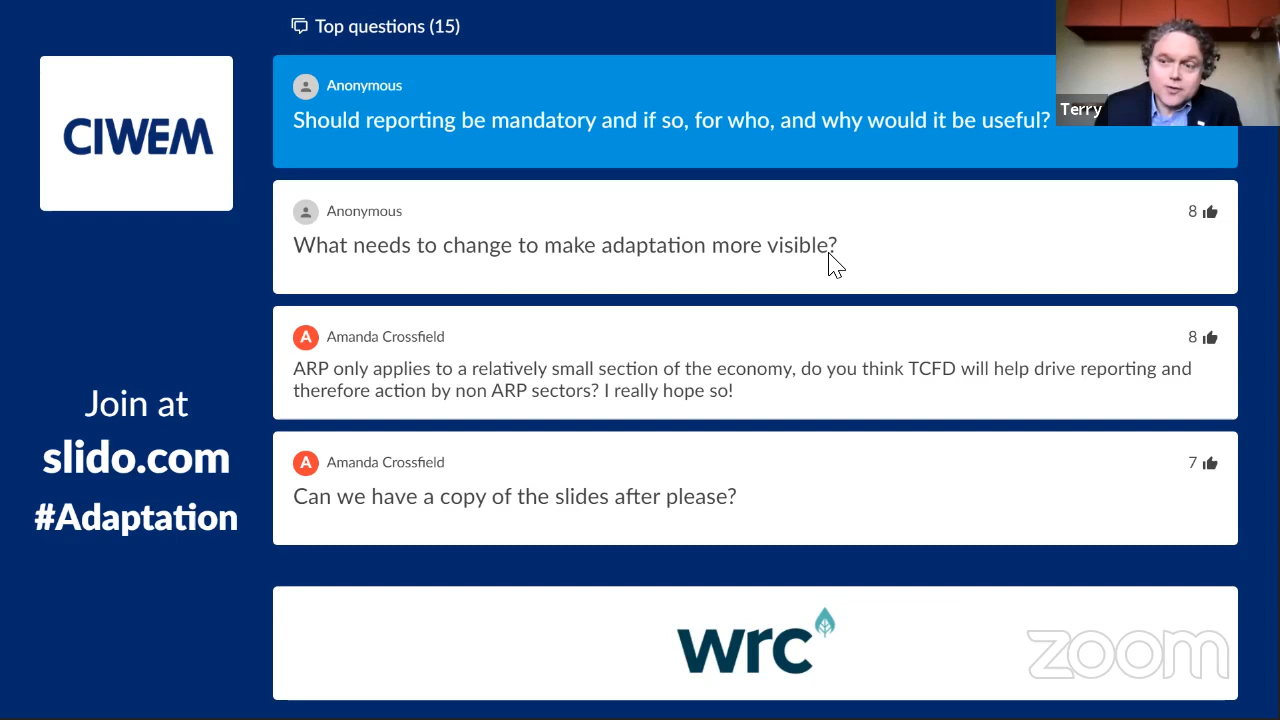 Top questions (15)
CIWEM
Anonymous
Should reporting be mandatory and if so, for who, and why would it be useful?
Terry
Anonymous
8
What needs to change to make adaptation more visible?
A
Amanda Crossfield
8
ARP only applies to a relatively small section of the economy, do you think TCFD will help drive reporting and
therefore action by non ARP sectors? I really hope so!
A
Amanda Crossfield
7
Can we have a copy of the slides after please?
Join at
slido.com
#Adaptation
wrc
zoom